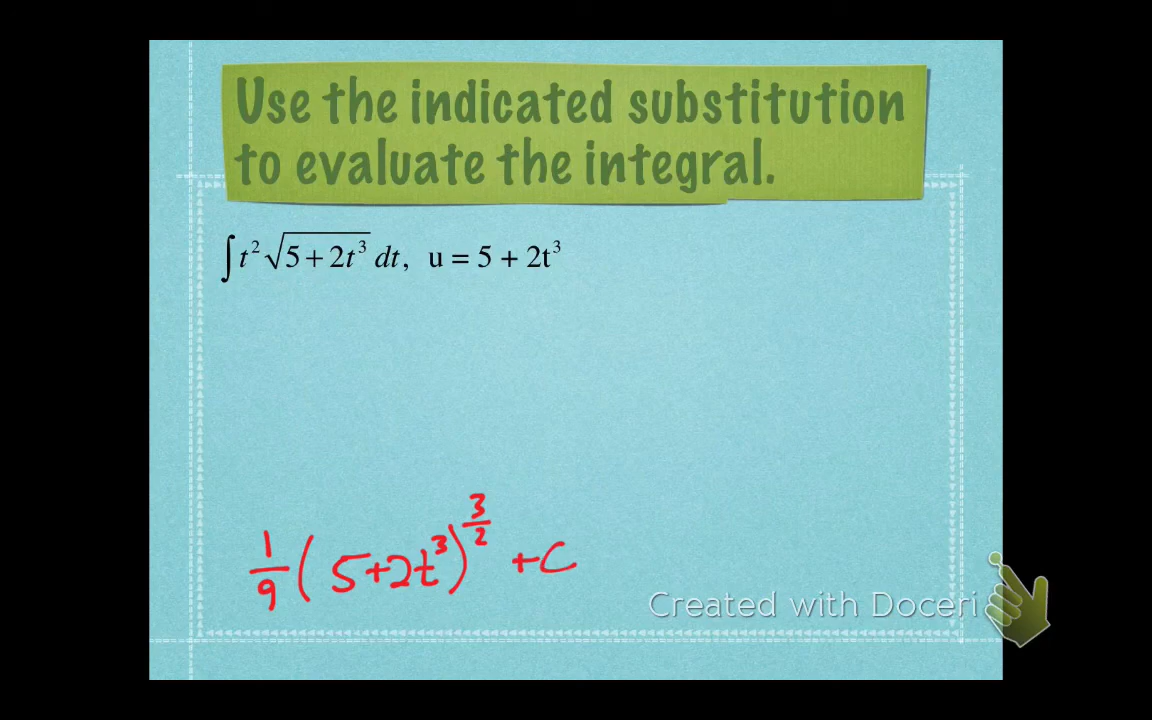 Use the indicated substitution
to evaluate the integral.
∫ t² √(5 + 2t³) dt, u = 5 + 2t³
1/9 (5+2t³)^(3/2) + C
Created with Doceri